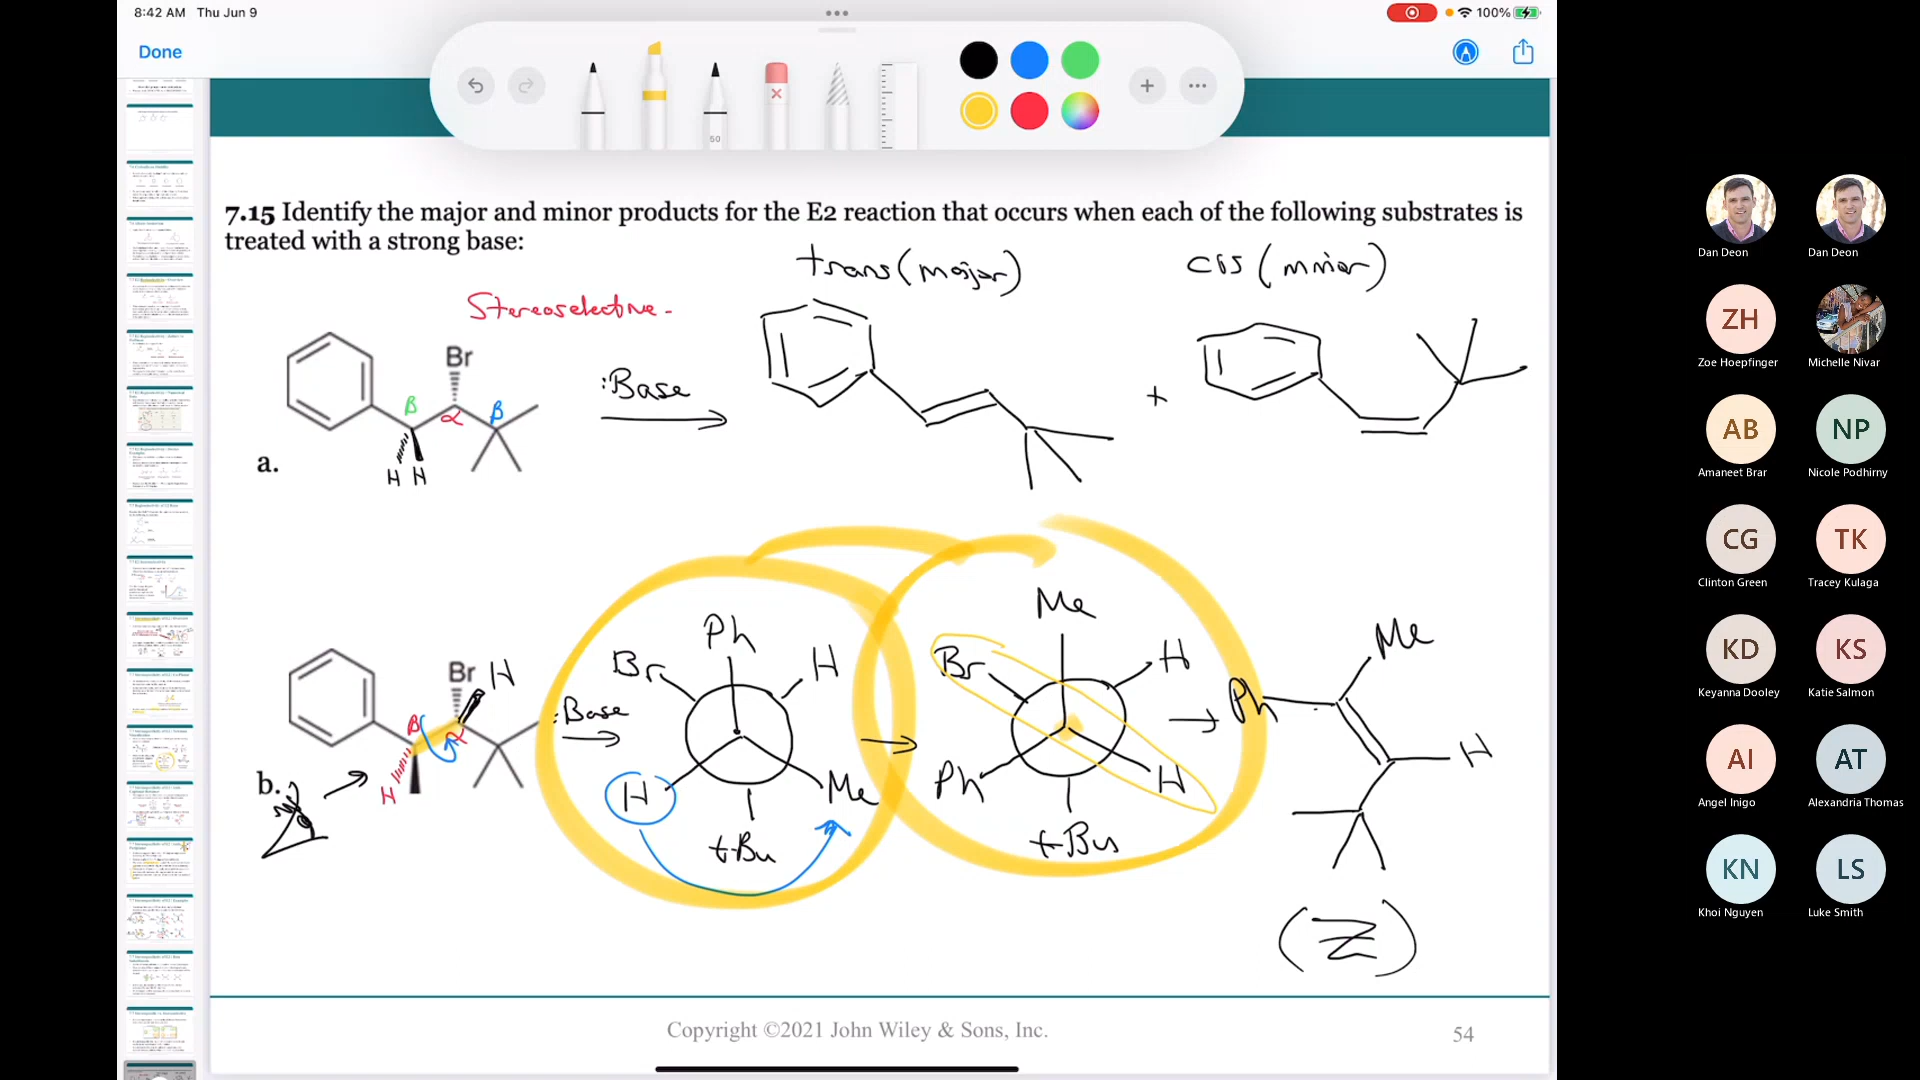 8:42 AM Thu Jun 9
100%
Done
50
7.15 Identify the major and minor products for the E2 reaction that occurs when each of the following substrates is
treated with a strong base:
trans (major)
cis (minor)
Stereoselective.
Br
:Base
β
α
β
+
H H
a.
Me
Ph
Br
H
Br
H
Me
Br H
:Base
Ph
β
α
H
b.
H
H
Me
Ph
H
t-Bu
t-Bu
(Z)
Copyright ©2021 John Wiley & Sons, Inc.
54
Dan Deon
Dan Deon
ZH
Zoe Hoepfinger
Michelle Nivar
AB
NP
Amaneet Brar
Nicole Podhirny
CG
TK
Clinton Green
Tracey Kulaga
KD
KS
Keyanna Dooley
Katie Salmon
AI
AT
Angel Inigo
Alexandria Thomas
KN
LS
Khoi Nguyen
Luke Smith